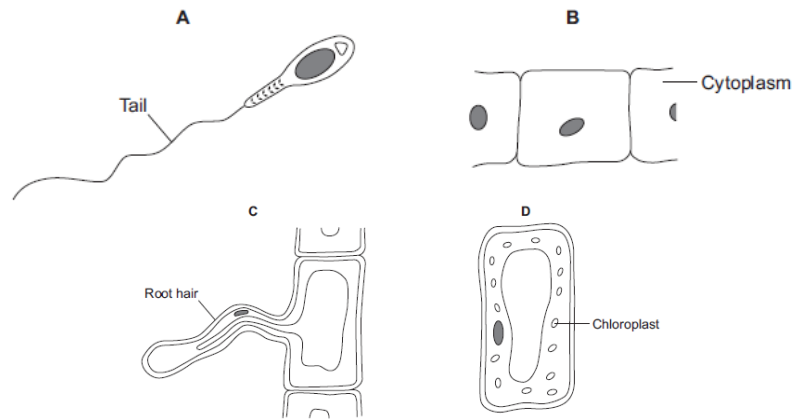 A
B
Tail
Cytoplasm
C
D
Root hair
Chloroplast